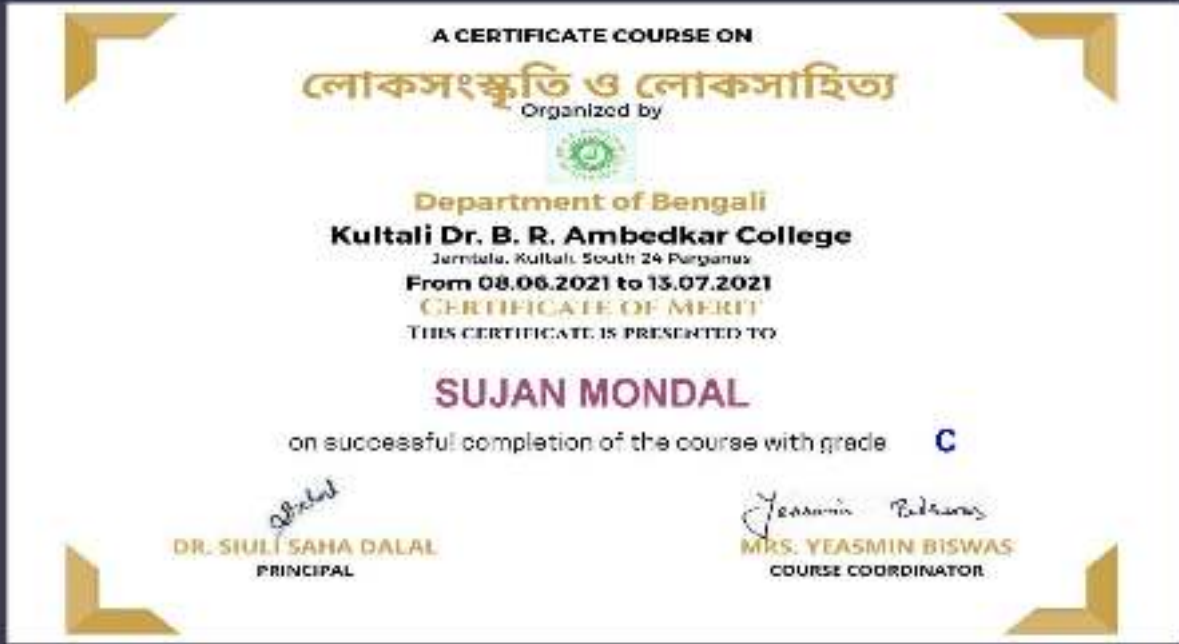 A CERTIFICATE COURSE ON
লোকসংস্কৃতি ও লোকসাহিত্য
Organized by
Department of Bengali
Kultali Dr. B. R. Ambedkar College
Jamtala, Kultali, South 24 Parganas
From 08.06.2021 to 13.07.2021
CERTIFICATE OF MERIT
THIS CERTIFICATE IS PRESENTED TO
SUJAN MONDAL
on successful completion of the course with grade C
Yeasmin Biswas
DR. SIULI SAHA DALAL MRS. YEASMIN BISWAS
PRINCIPAL COURSE COORDINATOR